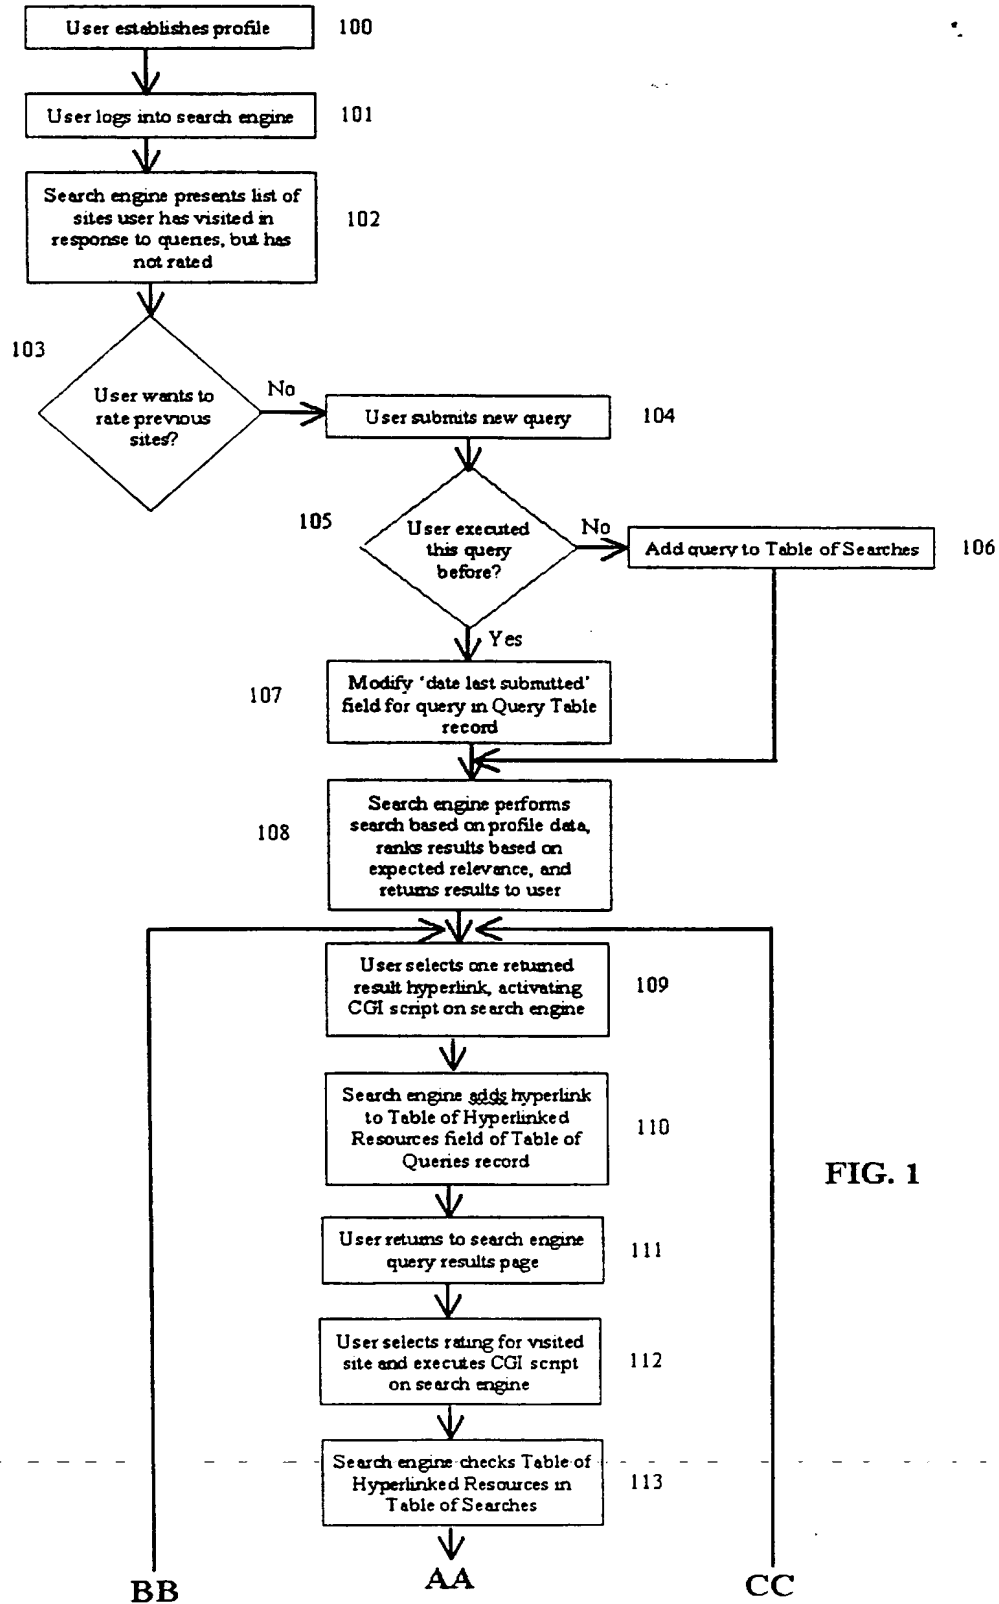 User establishes profile
100
User logs into search engine
101
Search engine presents list of
sites user has visited in
response to queries, but has
not rated
102
103
User wants to
rate previous
sites?
No
User submits new query
104
105
User executed
this query
before?
No
Add query to Table of Searches
106
Yes
107
Modify ‘date last submitted’
field for query in Query Table
record
108
Search engine performs
search based on profile data,
ranks results based on
expected relevance, and
returns results to user
User selects one returned
result hyperlink, activating
CGI script on search engine
109
Search engine adds hyperlink
to Table of Hyperlinked
Resources field of Table of
Queries record
110
FIG. 1
User returns to search engine
query results page
111
User selects rating for visited
site and executes CGI script
on search engine
112
Search engine checks Table of
Hyperlinked Resources in
Table of Searches
113
BB
AA
CC